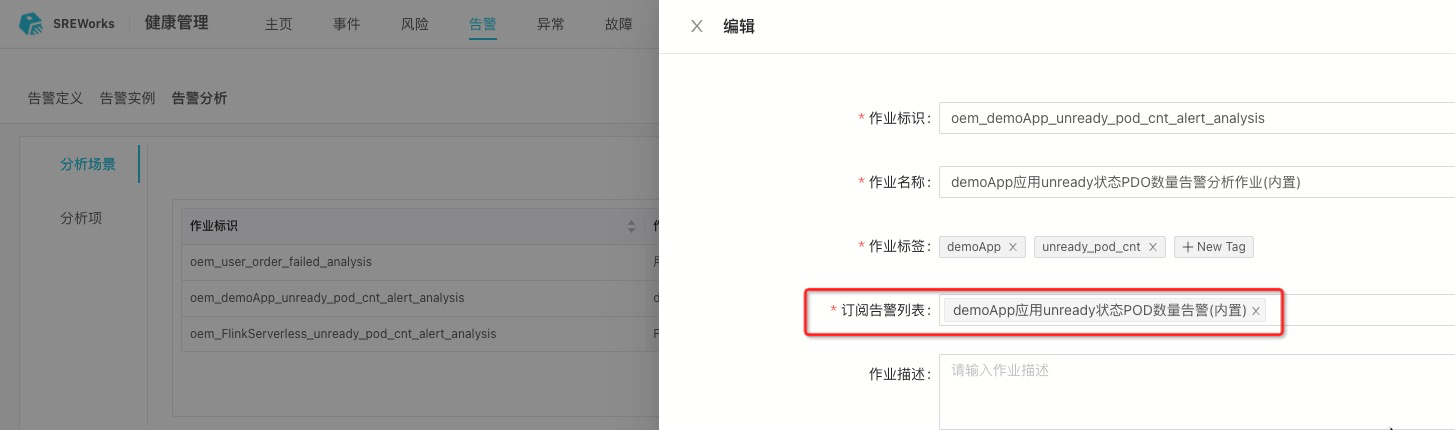 SREWorks 健康管理 主页 事件 风险 告警 异常 故障
告警定义 告警实例 告警分析
分析场景
分析项
作业标识
oem_user_order_failed_analysis
oem_demoApp_unready_pod_cnt_alert_analysis
oem_FlinkServerless_unready_pod_cnt_alert_analysis
编辑
* 作业标识: oem_demoApp_unready_pod_cnt_alert_analysis
* 作业名称: demoApp应用unready状态PDO数量告警分析作业(内置)
* 作业标签: demoApp × unready_pod_cnt × + New Tag
* 订阅告警列表: demoApp应用unready状态POD数量告警(内置) ×
作业描述: 请输入作业描述